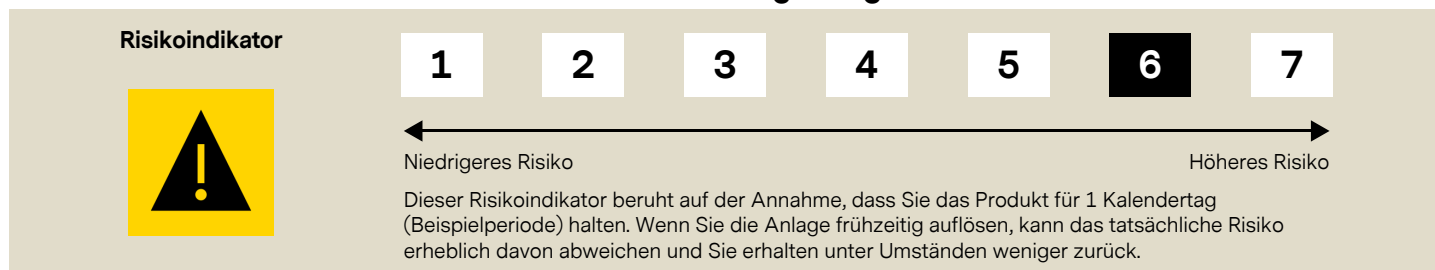 Risikoindikator
1 2 3 4 5 6 7
Niedrigeres Risiko Höheres Risiko
Dieser Risikoindikator beruht auf der Annahme, dass Sie das Produkt für 1 Kalendertag
(Beispielperiode) halten. Wenn Sie die Anlage frühzeitig auflösen, kann das tatsächliche Risiko
erheblich davon abweichen und Sie erhalten unter Umständen weniger zurück.